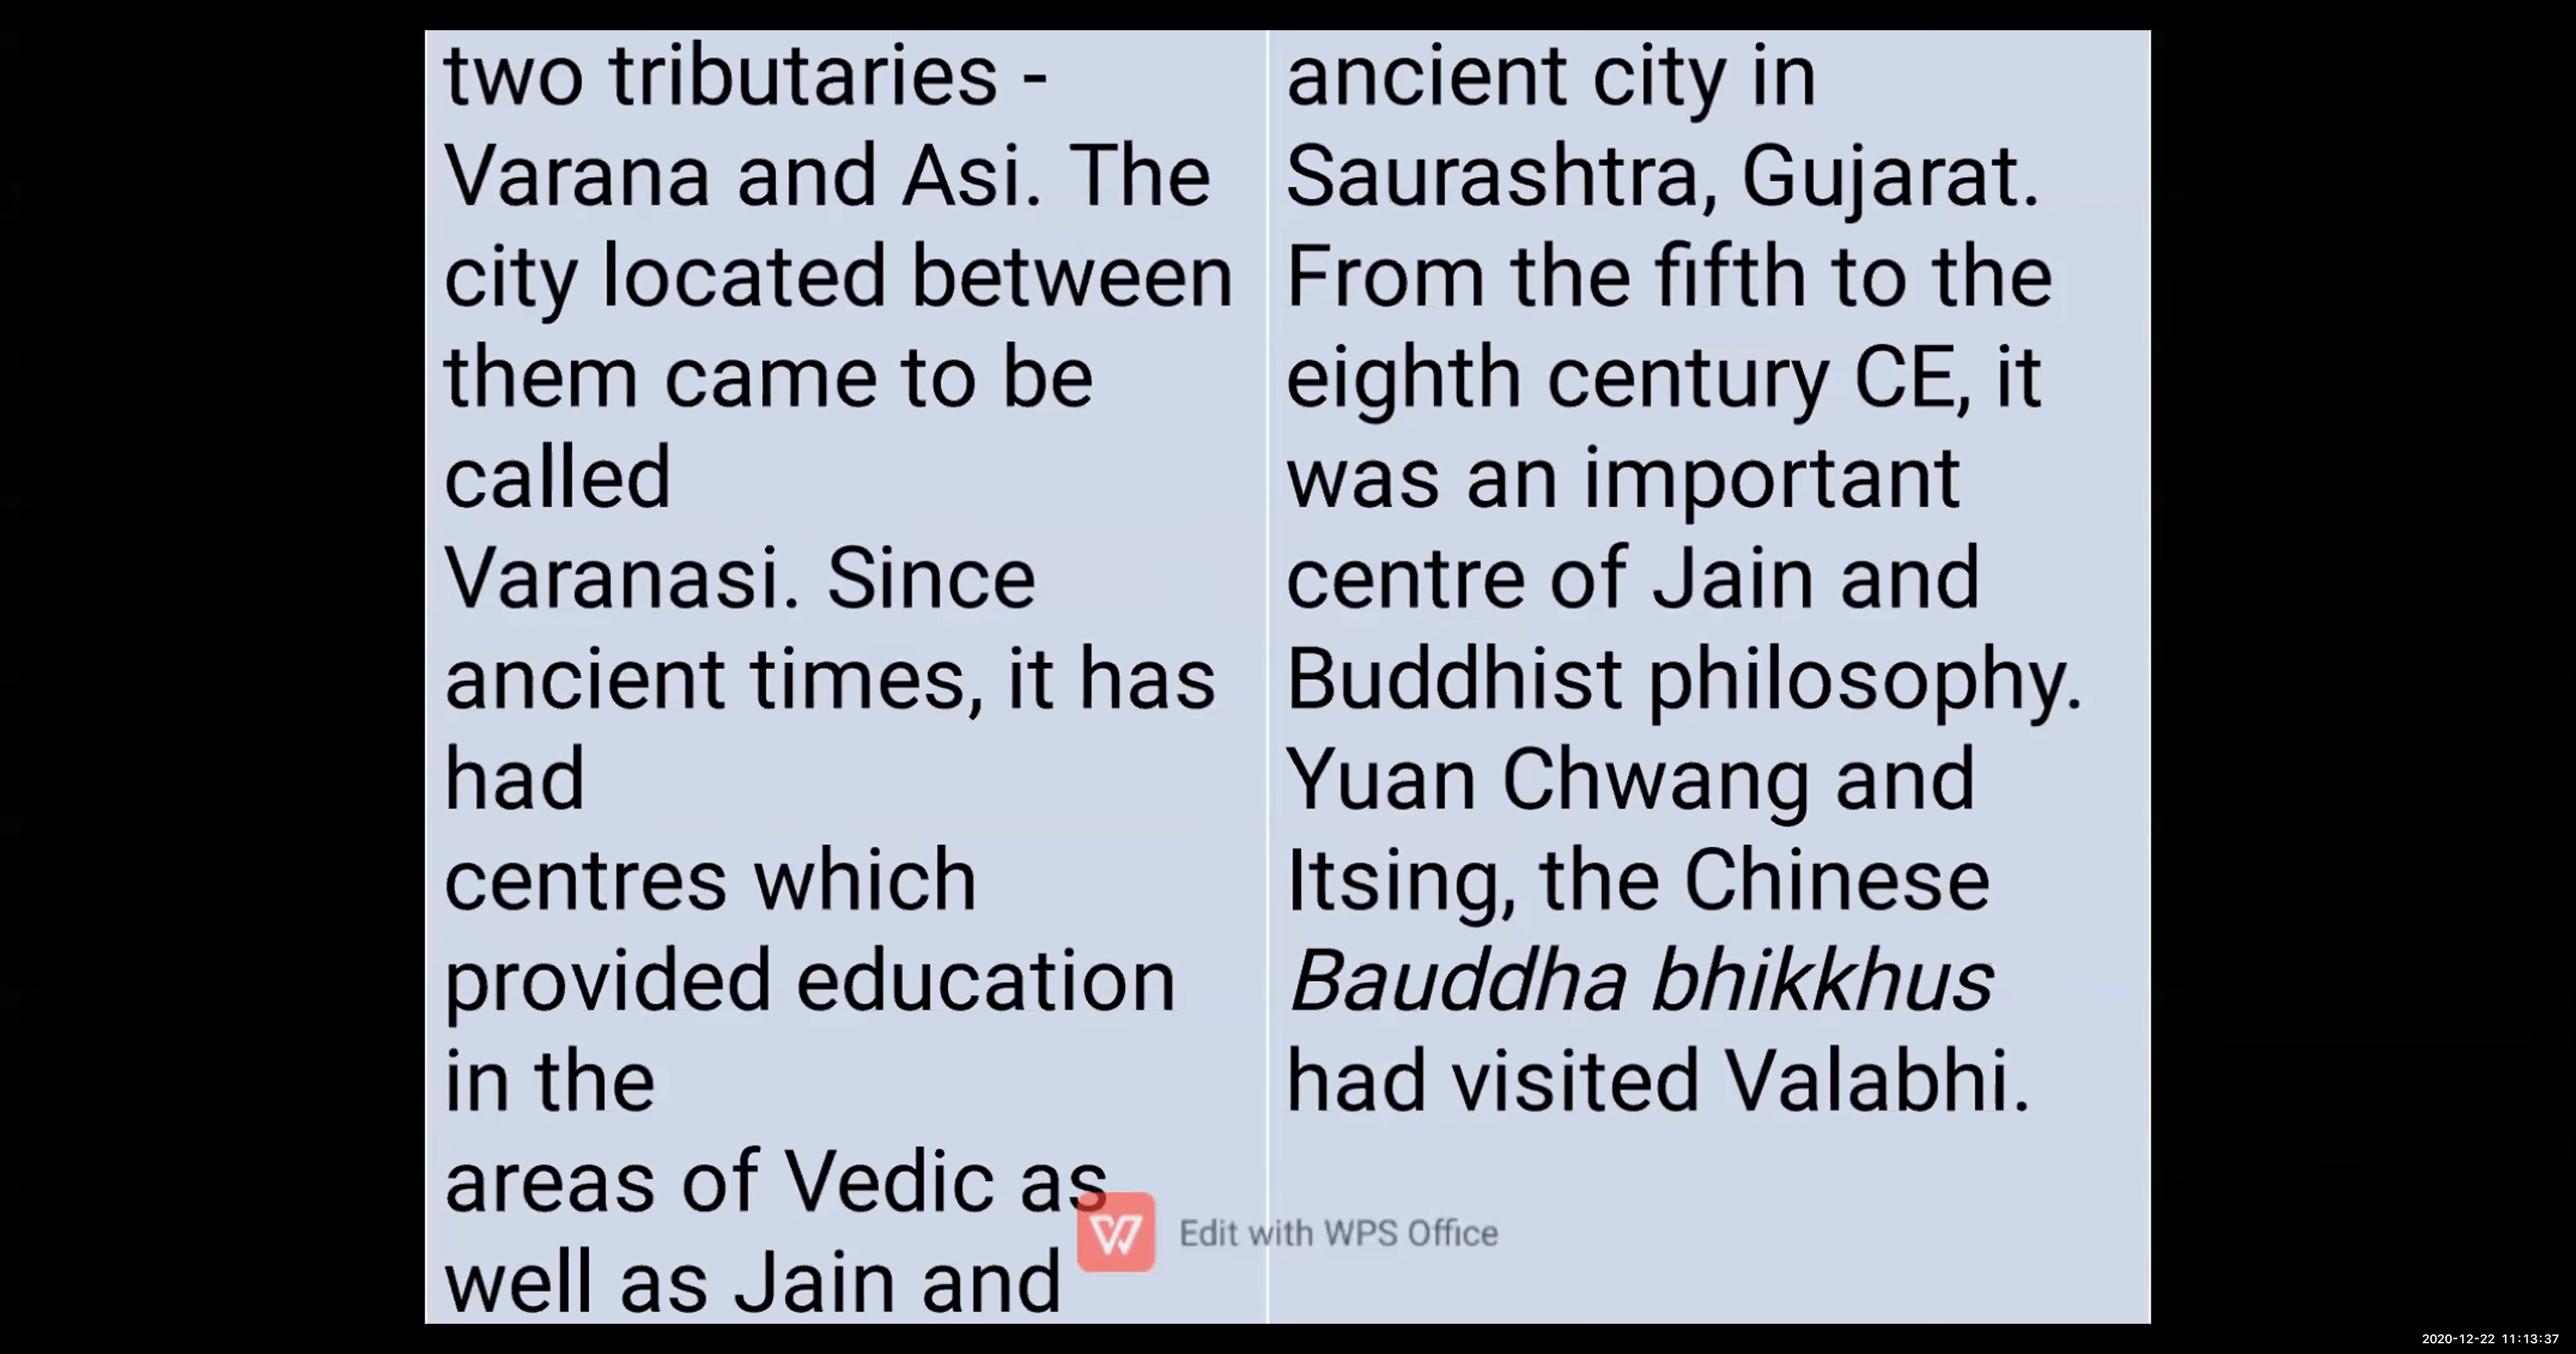 two tributaries -
Varana and Asi. The
city located between
them came to be
called
Varanasi. Since
ancient times, it has
had
centres which
provided education
in the
areas of Vedic as
well as Jain and
ancient city in
Saurashtra, Gujarat.
From the fifth to the
eighth century CE, it
was an important
centre of Jain and
Buddhist philosophy.
Yuan Chwang and
Itsing, the Chinese
Bauddha bhikkhus
had visited Valabhi.
Edit with WPS Office
2020-12-22 11:13:37